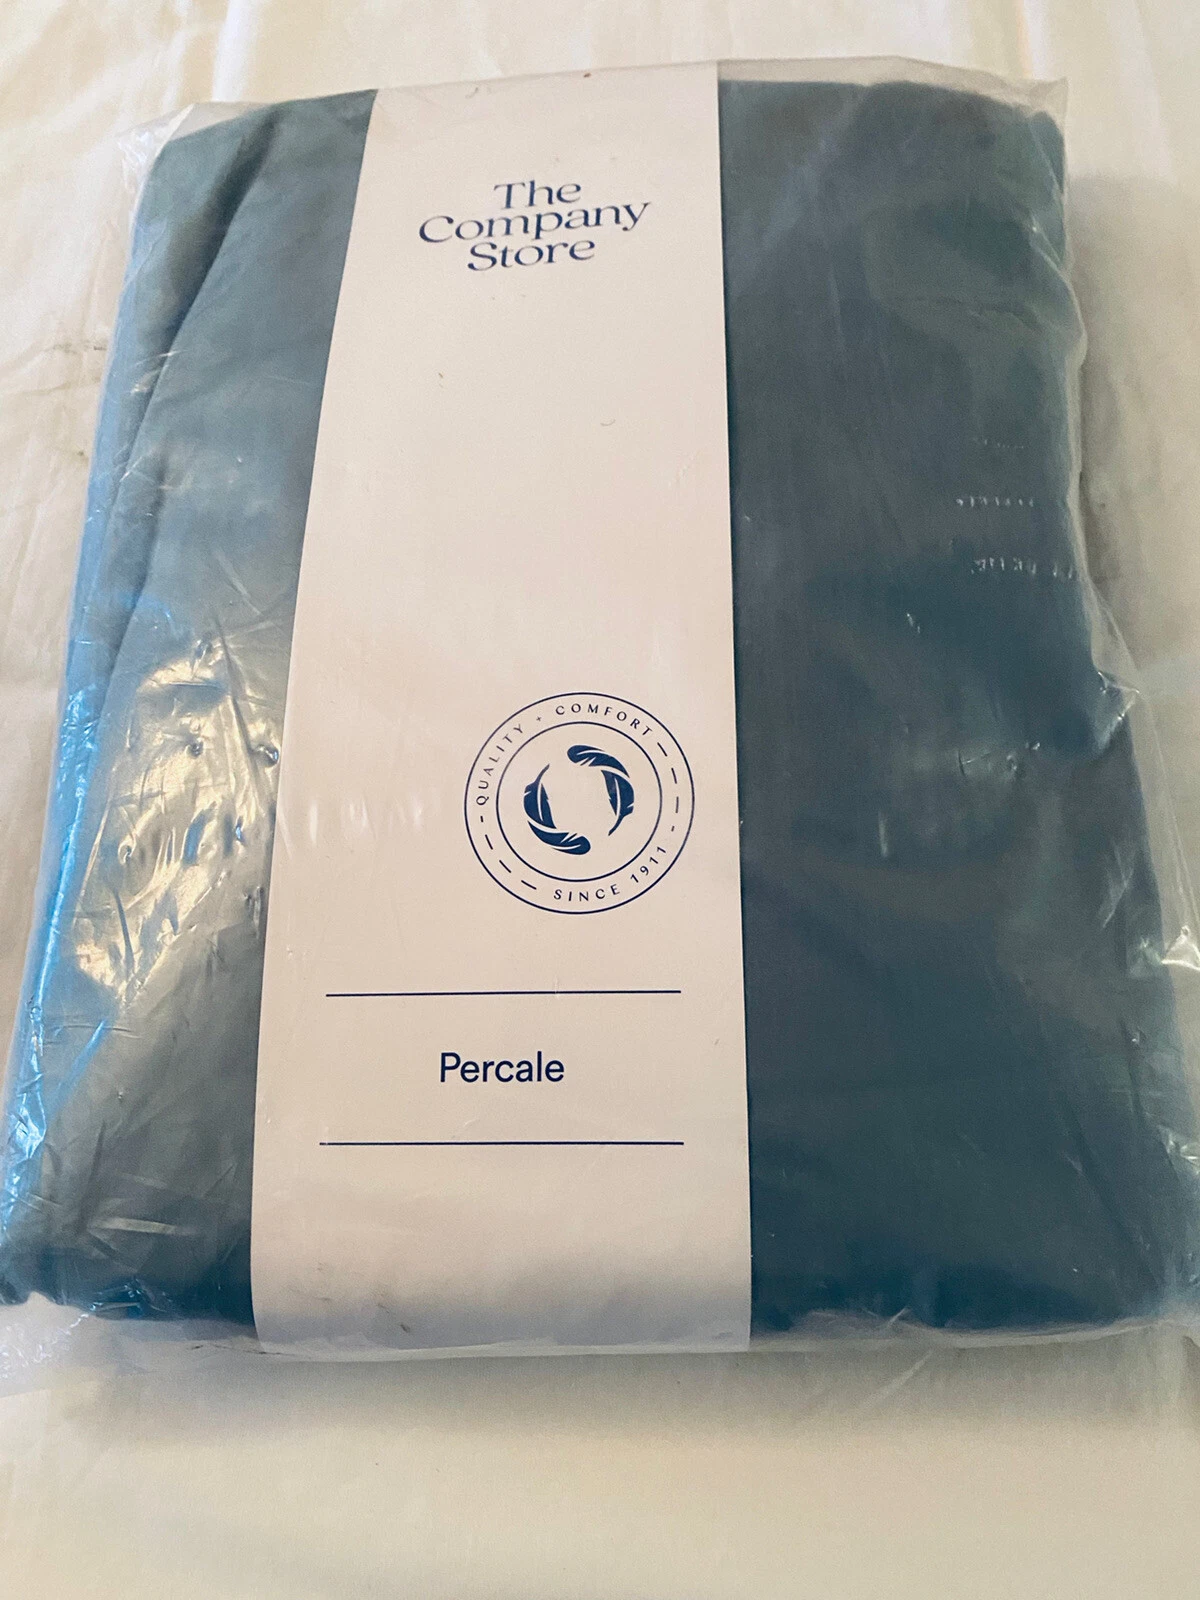 The
Company
Store
QUALITY + COMFORT
SINCE 1911
Percale